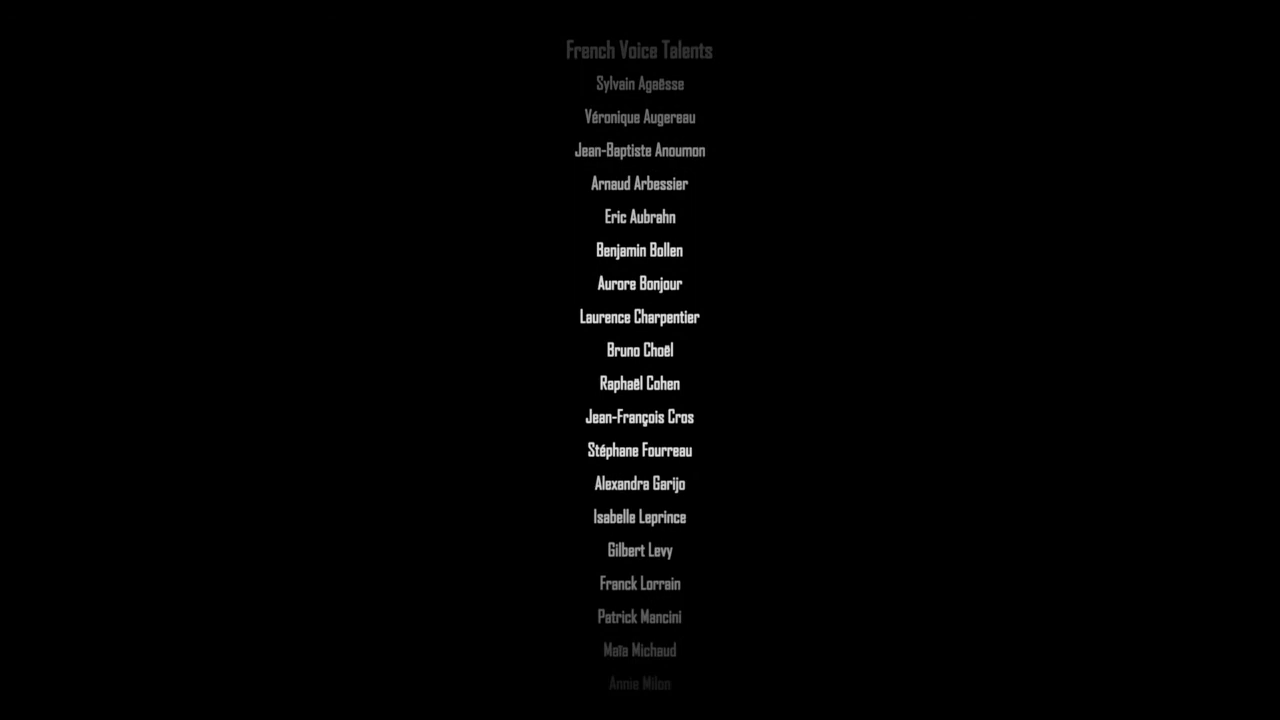 French Voice Talents
Sylvain Agaësse
Véronique Augereau
Jean-Baptiste Anoumon
Arnaud Arbessier
Eric Aubrahn
Benjamin Bollen
Aurore Bonjour
Laurence Charpentier
Bruno Choël
Raphaël Cohen
Jean-François Cros
Stéphane Fourreau
Alexandra Garijo
Isabelle Leprince
Gilbert Levy
Franck Lorrain
Patrick Mancini
Maïa Michaud
Annie Milon